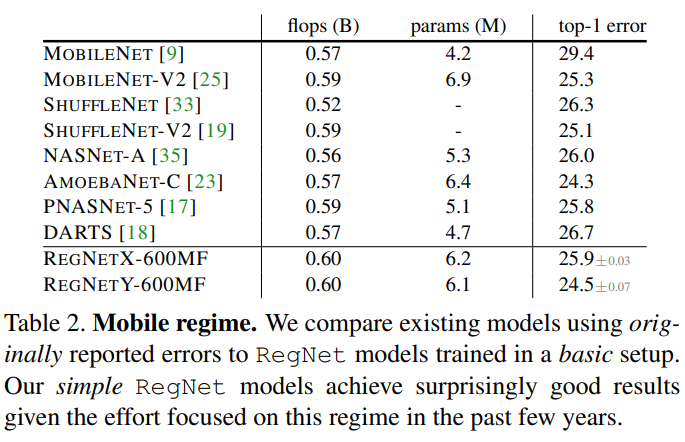 flops (B) params (M) top-1 error
MOBILENET [9] 0.57 4.2 29.4
MOBILENET-V2 [25] 0.59 6.9 25.3
SHUFFLENET [33] 0.52 - 26.3
SHUFFLENET-V2 [19] 0.59 - 25.1
NASNET-A [35] 0.56 5.3 26.0
AMOEBANET-C [23] 0.57 6.4 24.3
PNASNET-5 [17] 0.59 5.1 25.8
DARTS [18] 0.57 4.7 26.7
REGNETX-600MF 0.60 6.2 25.9±0.03
REGNETY-600MF 0.60 6.1 24.5±0.07
Table 2. Mobile regime. We compare existing models using orig-
inally reported errors to RegNet models trained in a basic setup.
Our simple RegNet models achieve surprisingly good results
given the effort focused on this regime in the past few years.